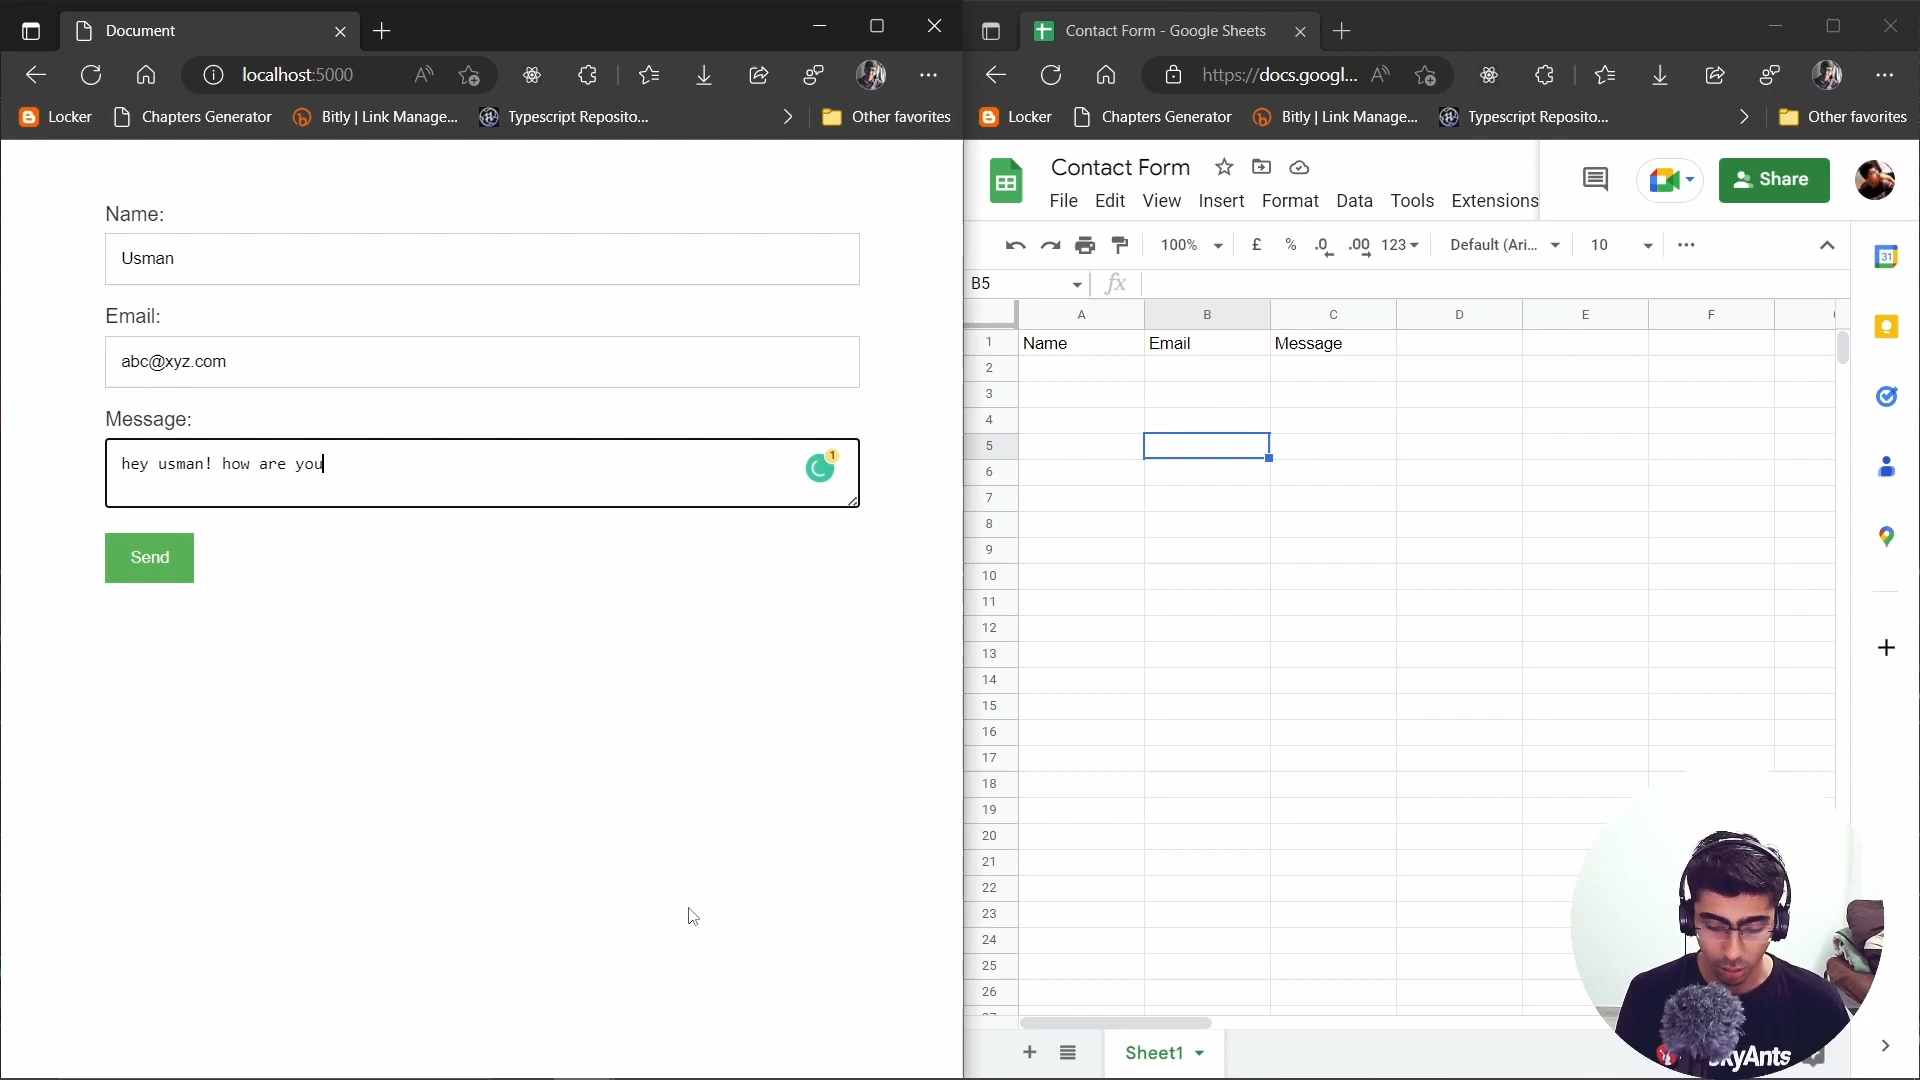 Document
localhost:5000
Locker
Chapters Generator
Bitly | Link Manage...
Typescript Reposito...
Other favorites
Name:
Usman
Email:
abc@xyz.com
Message:
hey usman! how are you
1
Send
Contact Form - Google Sheets
https://docs.googl...
Locker
Chapters Generator
Bitly | Link Manage...
Typescript Reposito...
Other favorites
Contact Form
Share
File Edit View Insert Format Data Tools Extensions
100% £ % .0 .00 123 Default (Ari... 10
B5 fx
31
A B C D E F
1 Name Email Message
2
3
4
5
6
7
8
9
10
11
12
13
14
15
16
17
18
19
20
21
22
23
24
25
26
Sheet1